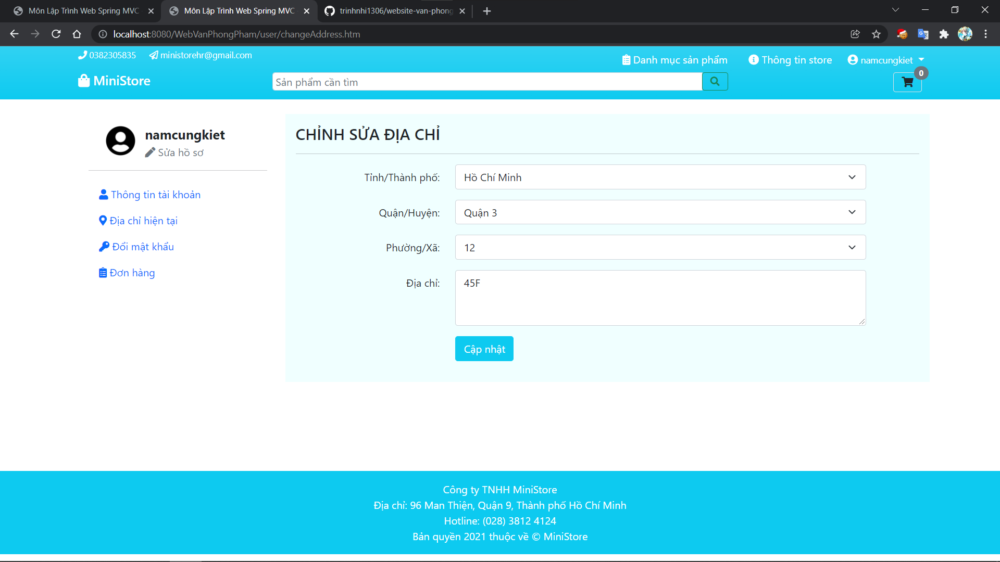 Môn Lập Trình Web Spring MVC
Môn Lập Trình Web Spring MVC
trinhnhi1306/website-van-phong
localhost:8080/WebVanPhongPham/user/changeAddress.htm
0382305835
ministorehr@gmail.com
Danh mục sản phẩm
Thông tin store
namcungkiet
MiniStore
Sản phẩm cần tìm
0
namcungkiet
Sửa hồ sơ
Thông tin tài khoản
Địa chỉ hiện tại
Đổi mật khẩu
Đơn hàng
CHỈNH SỬA ĐỊA CHỈ
Tỉnh/Thành phố:
Hồ Chí Minh
Quận/Huyện:
Quận 3
Phường/Xã:
12
Địa chỉ:
45F
Cập nhật
Công ty TNHH MiniStore
Địa chỉ: 96 Man Thiện, Quận 9, Thành phố Hồ Chí Minh
Hotline: (028) 3812 4124
Bản quyền 2021 thuộc về © MiniStore